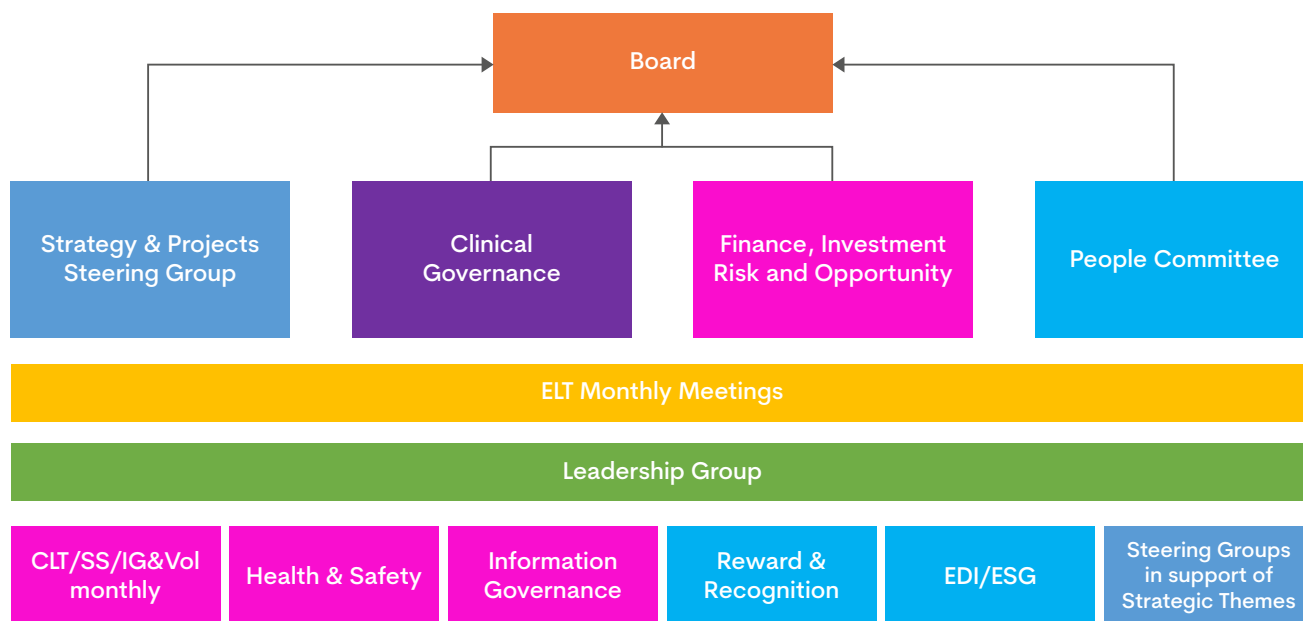 Board
Strategy & Projects
Steering Group
Clinical
Governance
Finance, Investment
Risk and Opportunity
People Committee
ELT Monthly Meetings
Leadership Group
CLT/SS/IG&Vol
monthly
Health & Safety
Information
Governance
Reward &
Recognition
EDI/ESG
Steering Groups
in support of
Strategic Themes